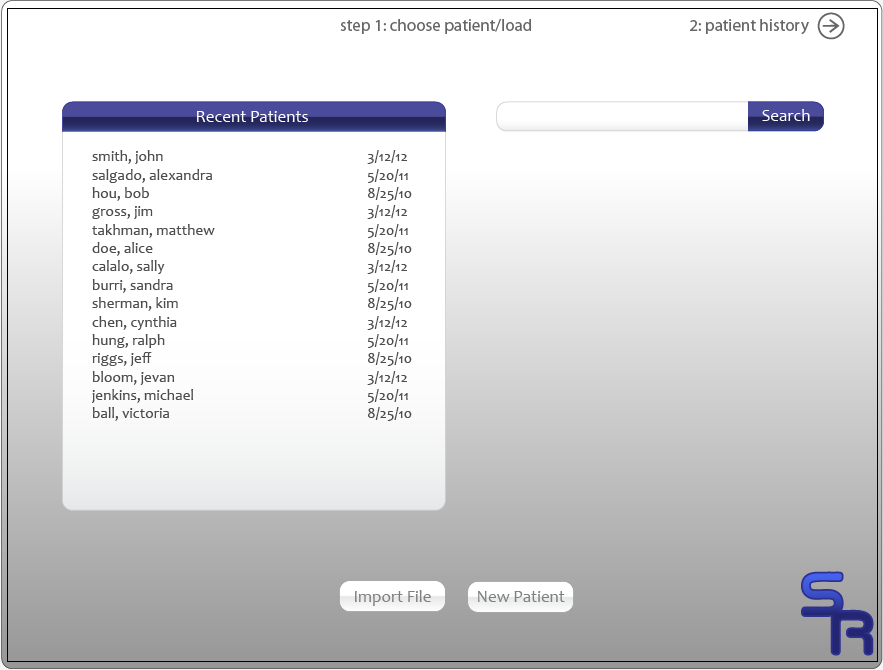 step 1: choose patient/load
2: patient history
Recent Patients
Search
smith, john 3/12/12
salgado, alexandra 5/20/11
hou, bob 8/25/10
gross, jim 3/12/12
takhman, matthew 5/20/11
doe, alice 8/25/10
calalo, sally 3/12/12
burri, sandra 5/20/11
sherman, kim 8/25/10
chen, cynthia 3/12/12
hung, ralph 5/20/11
riggs, jeff 8/25/10
bloom, jevan 3/12/12
jenkins, michael 5/20/11
ball, victoria 8/25/10
Import File
New Patient
SR